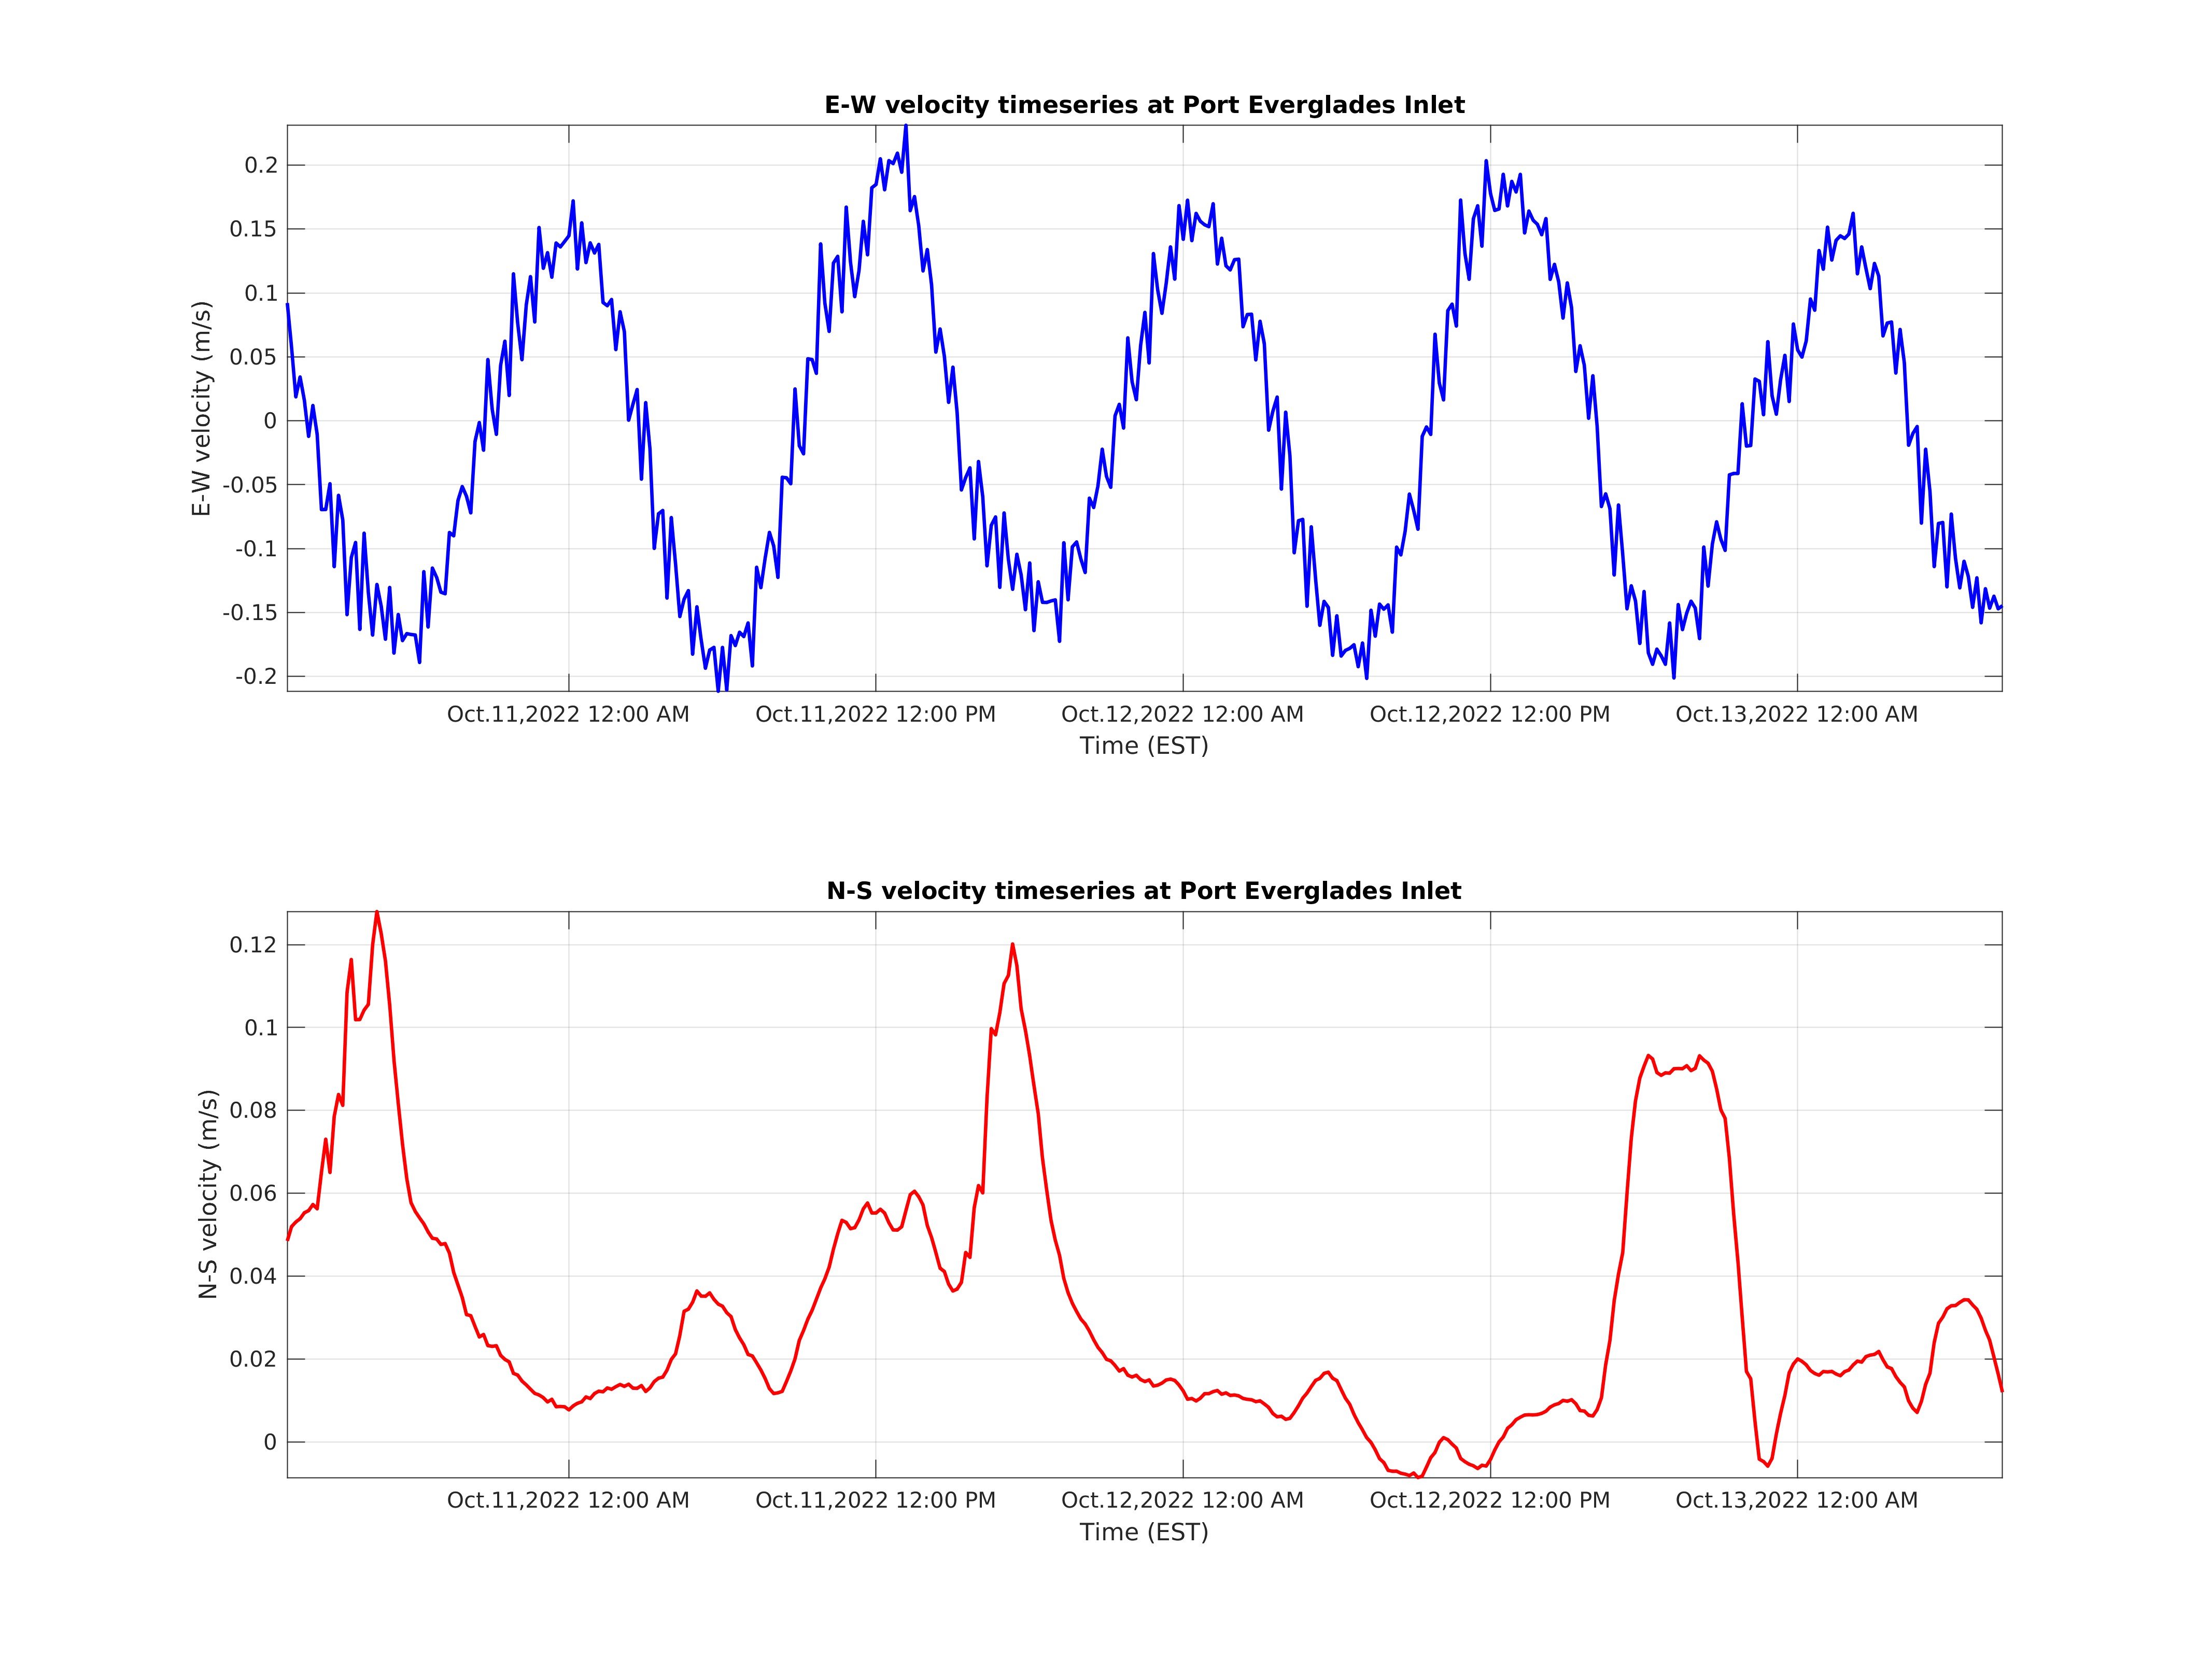 E-W velocity timeseries at Port Everglades Inlet
0.2
0.15
0.1
0.05
0
-0.05
-0.1
-0.15
-0.2
E-W velocity (m/s)
Oct.11,2022 12:00 AM Oct.11,2022 12:00 PM Oct.12,2022 12:00 AM Oct.12,2022 12:00 PM Oct.13,2022 12:00 AM
Time (EST)
N-S velocity timeseries at Port Everglades Inlet
0.12
0.1
0.08
0.06
0.04
0.02
0
N-S velocity (m/s)
Oct.11,2022 12:00 AM Oct.11,2022 12:00 PM Oct.12,2022 12:00 AM Oct.12,2022 12:00 PM Oct.13,2022 12:00 AM
Time (EST)